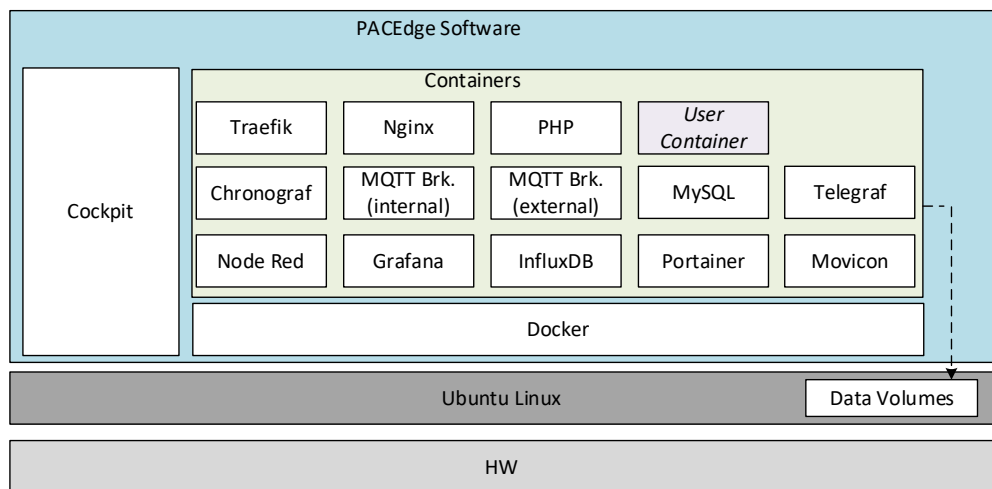 PACEdge Software
Containers
Traefik
Nginx
PHP
User
Container
Cockpit
Chronograf
MQTT Brk.
(internal)
MQTT Brk.
(external)
MySQL
Telegraf
Node Red
Grafana
InfluxDB
Portainer
Movicon
Docker
Ubuntu Linux
Data Volumes
HW